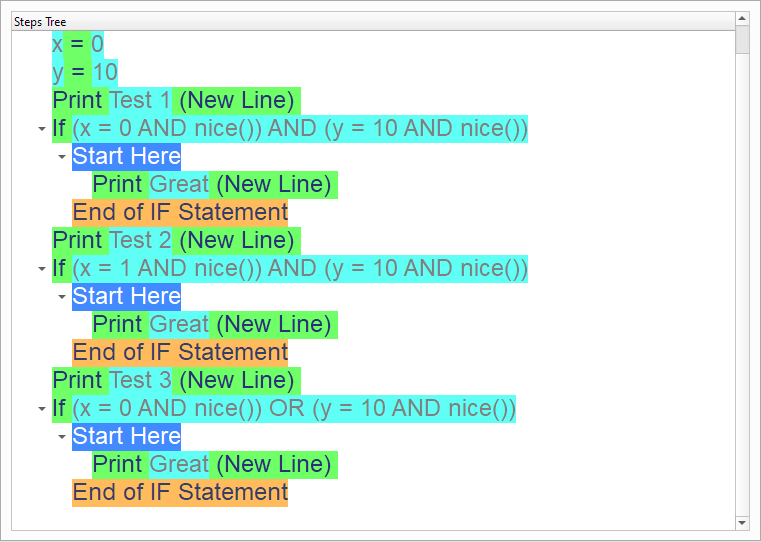 Steps Tree
x = 0
y = 10
Print Test 1 (New Line)
If (x = 0 AND nice()) AND (y = 10 AND nice())
Start Here
Print Great (New Line)
End of IF Statement
Print Test 2 (New Line)
If (x = 1 AND nice()) AND (y = 10 AND nice())
Start Here
Print Great (New Line)
End of IF Statement
Print Test 3 (New Line)
If (x = 0 AND nice()) OR (y = 10 AND nice())
Start Here
Print Great (New Line)
End of IF Statement